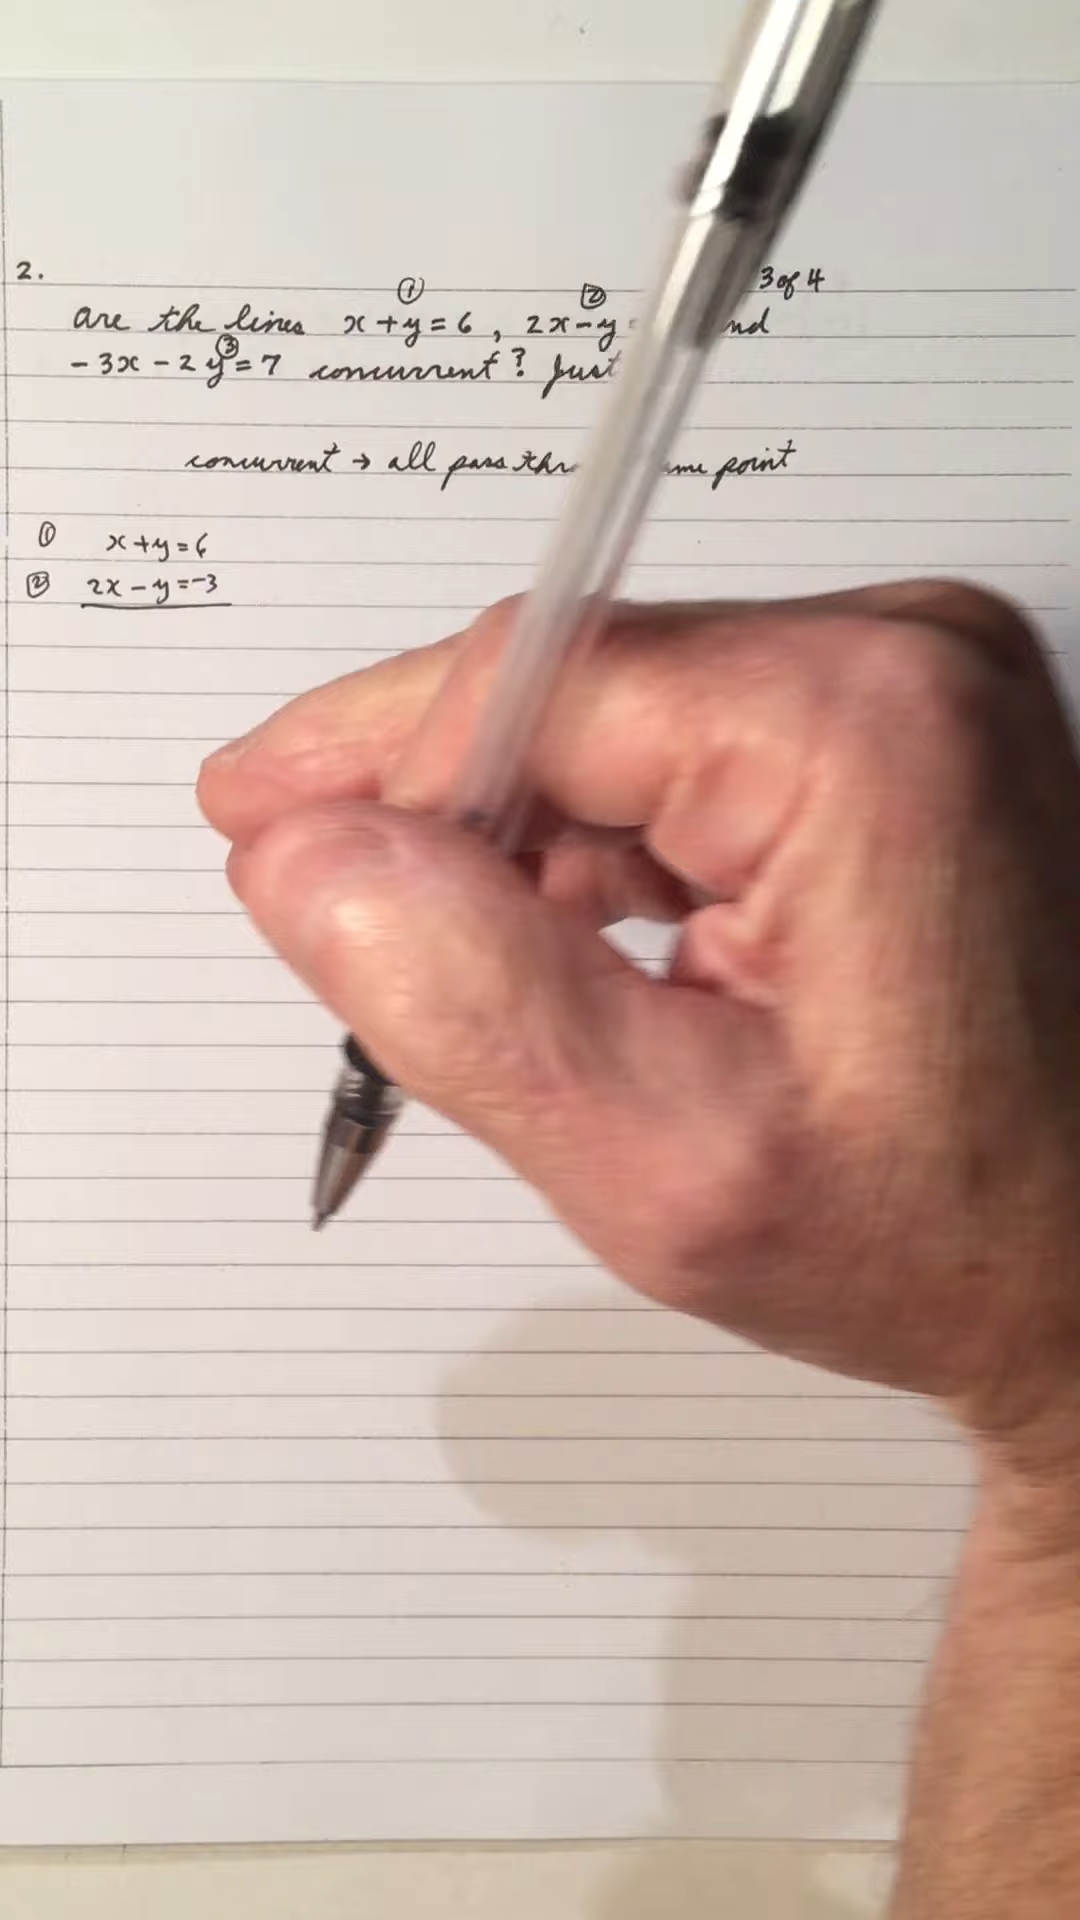 2.
3 of 4
① ②
are the lines x + y = 6 , 2x - y
③
- 3x - 2y = 7 concurrent ?
concurrent → all pass point
① x + y = 6
② 2x - y = -3